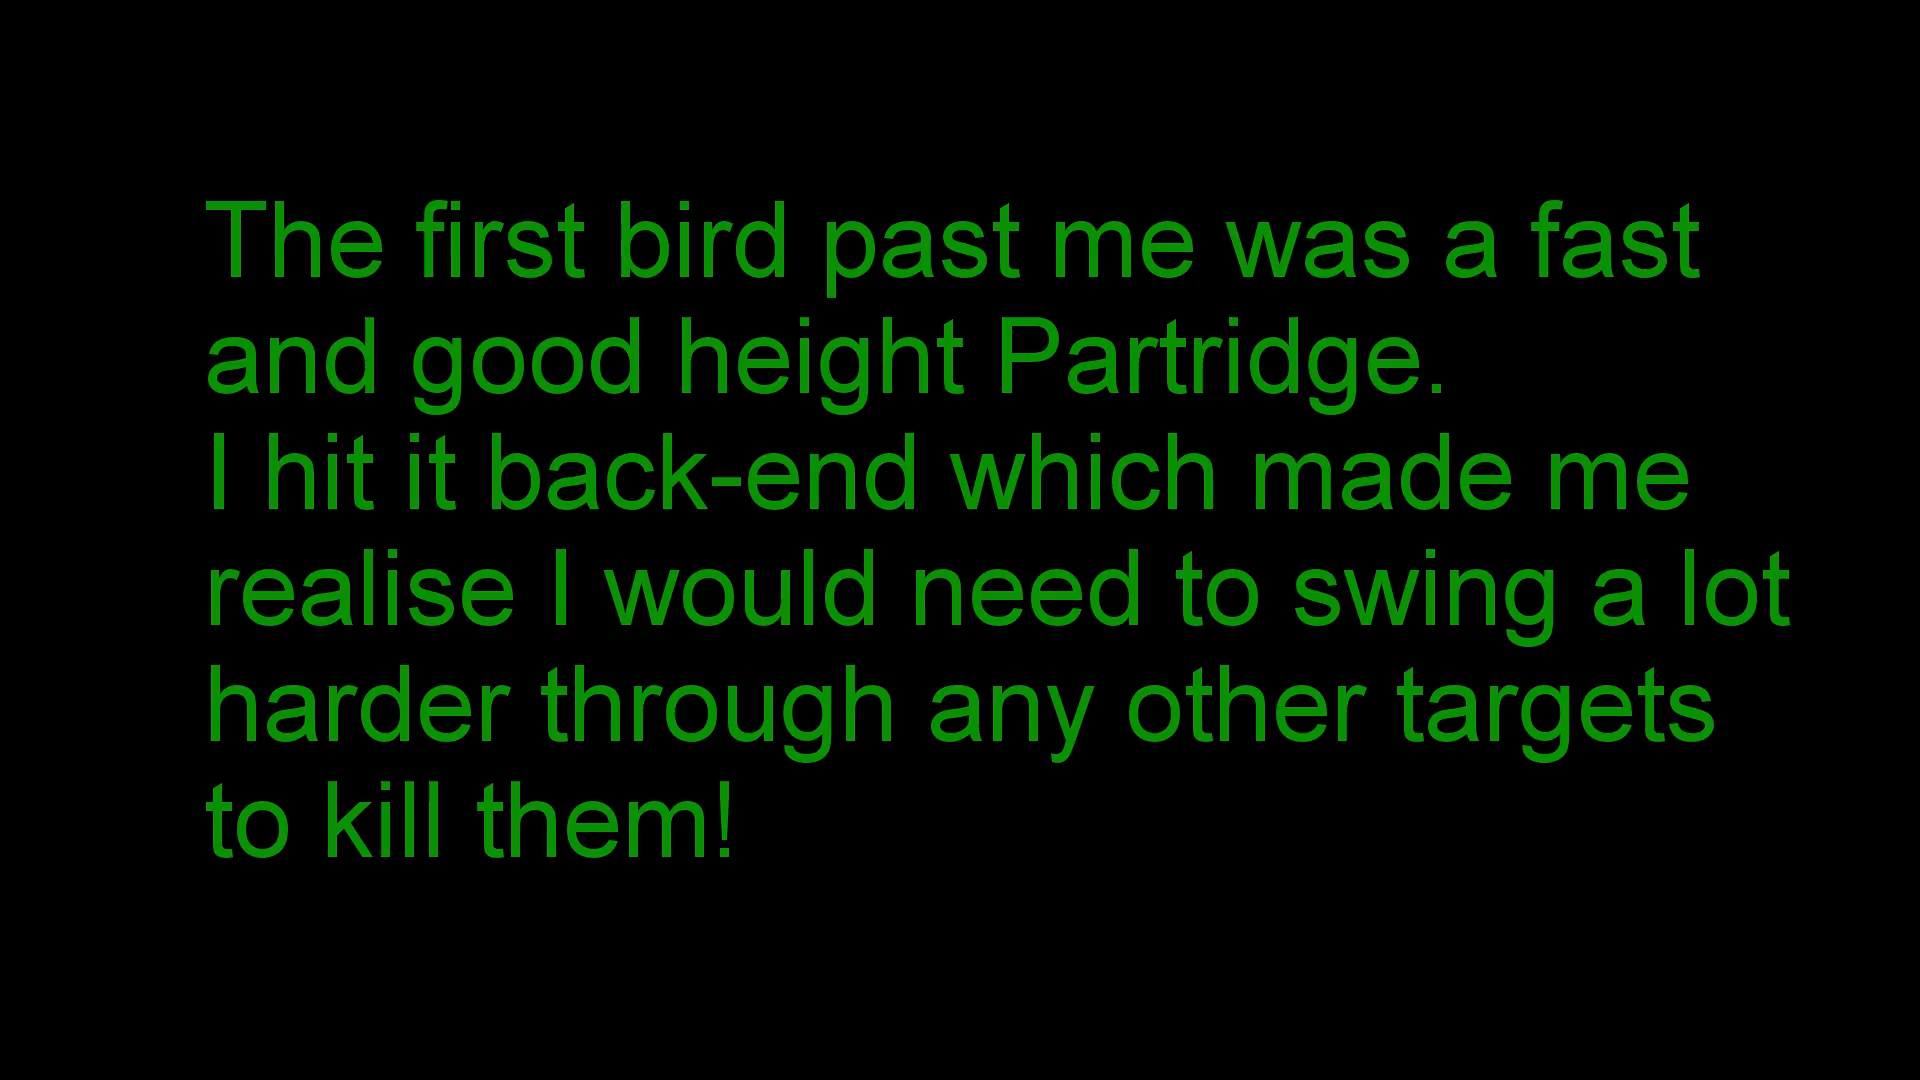 The first bird past me was a fast
and good height Partridge.
I hit it back-end which made me
realise I would need to swing a lot
harder through any other targets
to kill them!